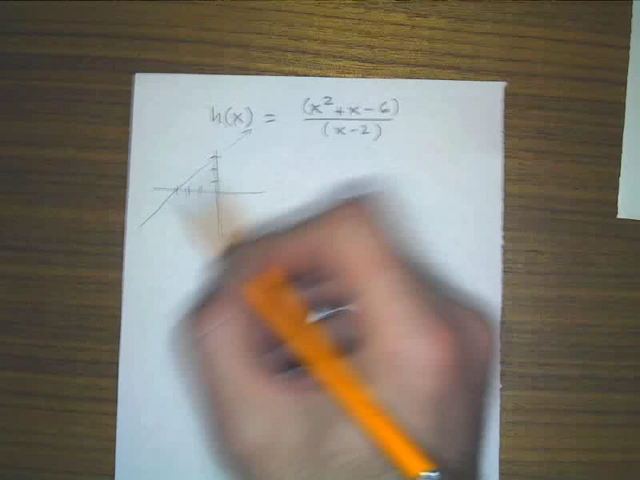 h(x) = (x²+x-6)/(x-2)